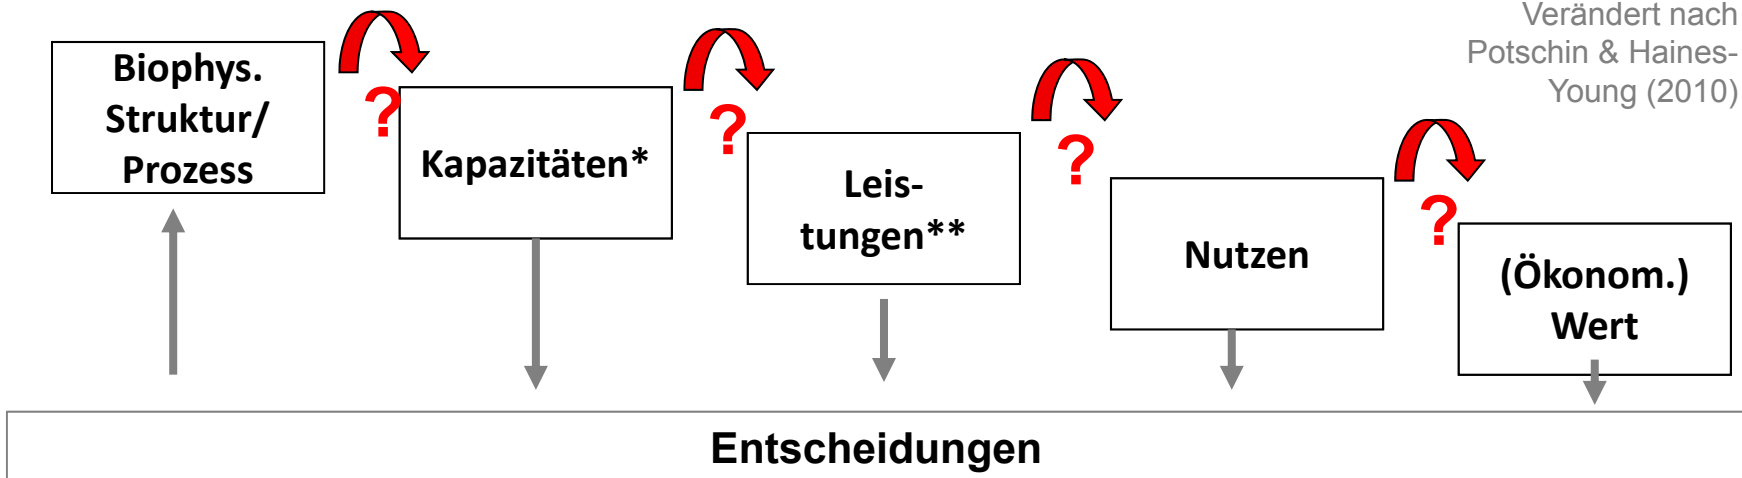 Verändert nach
Potschin & Haines-
Young (2010)
Biophys.
Struktur/
Prozess
?
Kapazitäten*
?
Leis-
tungen**
?
Nutzen
?
(Ökonom.)
Wert
Entscheidungen